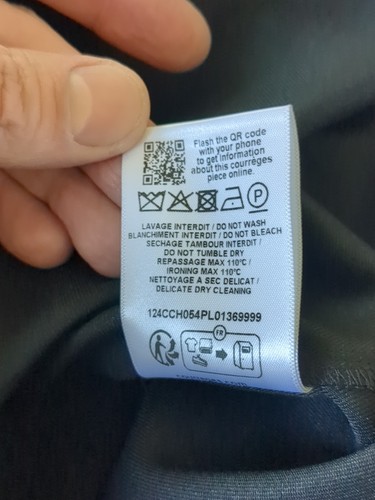 Flash the QR code
with your phone
to get information
about this courrèges
piece online.
P
LAVAGE INTERDIT / DO NOT WASH
BLANCHIMENT INTERDIT / DO NOT BLEACH
SECHAGE TAMBOUR INTERDIT /
DO NOT TUMBLE DRY
REPASSAGE MAX 110°C /
IRONING MAX 110°C
NETTOYAGE A SEC DELICAT /
DELICATE DRY CLEANING
124CCH054PL01369999
FR